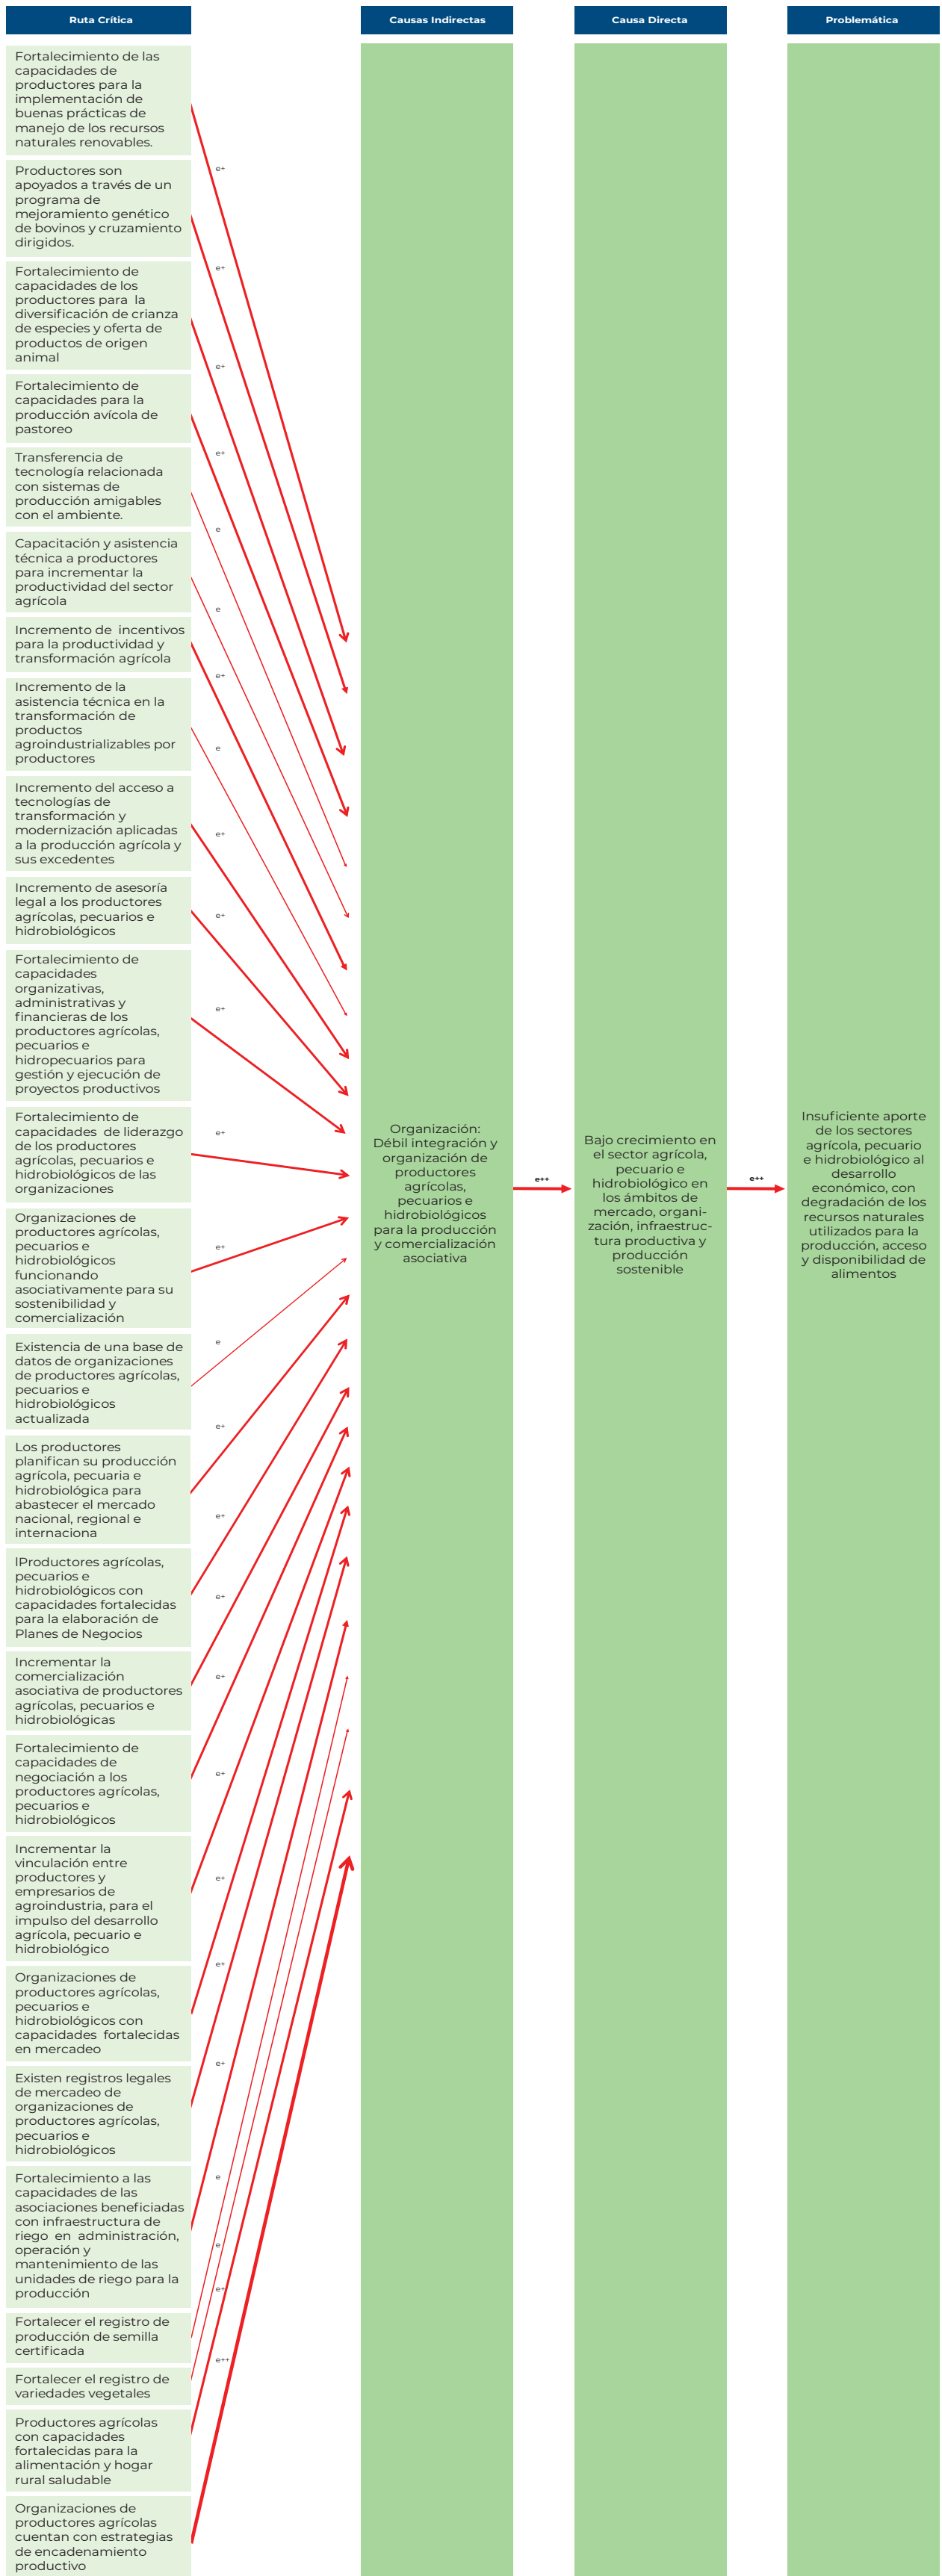 Ruta Crítica
Causas Indirectas
Causa Directa
Problemática
Fortalecimiento de las
capacidades de
productores para la
implementación de
buenas prácticas de
manejo de los recursos
naturales renovables.
e+
Productores son
apoyados a través de un
programa de
mejoramiento genético
de bovinos y cruzamiento
dirigidos.
e+
Fortalecimiento de
capacidades de los
productores para la
diversificación de crianza
de especies y oferta de
productos de origen
animal
e+
Fortalecimiento de
capacidades para la
producción avícola de
pastoreo
e+
Transferencia de
tecnología relacionada
con sistemas de
producción amigables
con el ambiente.
e
Capacitación y asistencia
técnica a productores
para incrementar la
productividad del sector
agrícola
e
Incremento de incentivos
para la productividad y
transformación agrícola
e+
Incremento de la
asistencia técnica en la
transformación de
productos
agroindustrializables por
productores
e
Incremento del acceso a
tecnologías de
transformación y
modernización aplicadas
a la producción agrícola y
sus excedentes
e+
Incremento de asesoría
legal a los productores
agrícolas, pecuarios e
hidrobiológicos
e+
Fortalecimiento de
capacidades
organizativas,
administrativas y
financieras de los
productores agrícolas,
pecuarios e
hidropecuarios para
gestión y ejecución de
proyectos productivos
e+
Fortalecimiento de
capacidades de liderazgo
de los productores
agrícolas, pecuarios e
hidrobiológicos de las
organizaciones
e+
Organizaciones de
productores agrícolas,
pecuarios e
hidrobiológicos
funcionando
asociativamente para su
sostenibilidad y
comercialización
e+
Existencia de una base de
datos de organizaciones
de productores agrícolas,
pecuarios e
hidrobiológicos
actualizada
e
Los productores
planifican su producción
agrícola, pecuaria e
hidrobiológica para
abastecer el mercado
nacional, regional e
internaciona
e+
lProductores agrícolas,
pecuarios e
hidrobiológicos con
capacidades fortalecidas
para la elaboración de
Planes de Negocios
e+
Incrementar la
comercialización
asociativa de productores
agrícolas, pecuarios e
hidrobiológicas
e+
Fortalecimiento de
capacidades de
negociación a los
productores agrícolas,
pecuarios e
hidrobiológicos
e+
Incrementar la
vinculación entre
productores y
empresarios de
agroindustria, para el
impulso del desarrollo
agrícola, pecuario e
hidrobiológico
e+
Organizaciones de
productores agrícolas,
pecuarios e
hidrobiológicos con
capacidades fortalecidas
en mercadeo
e+
Existen registros legales
de mercadeo de
organizaciones de
productores agrícolas,
pecuarios e
hidrobiológicos
e+
Fortalecimiento a las
capacidades de las
asociaciones beneficiadas
con infraestructura de
riego en administración,
operación y
mantenimiento de las
unidades de riego para la
producción
e+
Fortalecer el registro de
producción de semilla
certificada
e
Fortalecer el registro de
variedades vegetales
e
Productores agrícolas
con capacidades
fortalecidas para la
alimentación y hogar
rural saludable
e+
Organizaciones de
productores agrícolas
cuentan con estrategias
de encadenamiento
productivo
e++
Organización:
Débil integración y
organización de
productores
agrícolas,
pecuarios e
hidrobiológicos
para la producción
y comercialización
asociativa
e++
Bajo crecimiento en
el sector agrícola,
pecuario e
hidrobiológico en
los ámbitos de
mercado, organi-
zación, infraestruc-
tura productiva y
producción
sostenible
e++
Insuficiente aporte
de los sectores
agrícola, pecuario
e hidrobiológico al
desarrollo
económico, con
degradación de los
recursos naturales
utilizados para la
producción, acceso
y disponibilidad de
alimentos